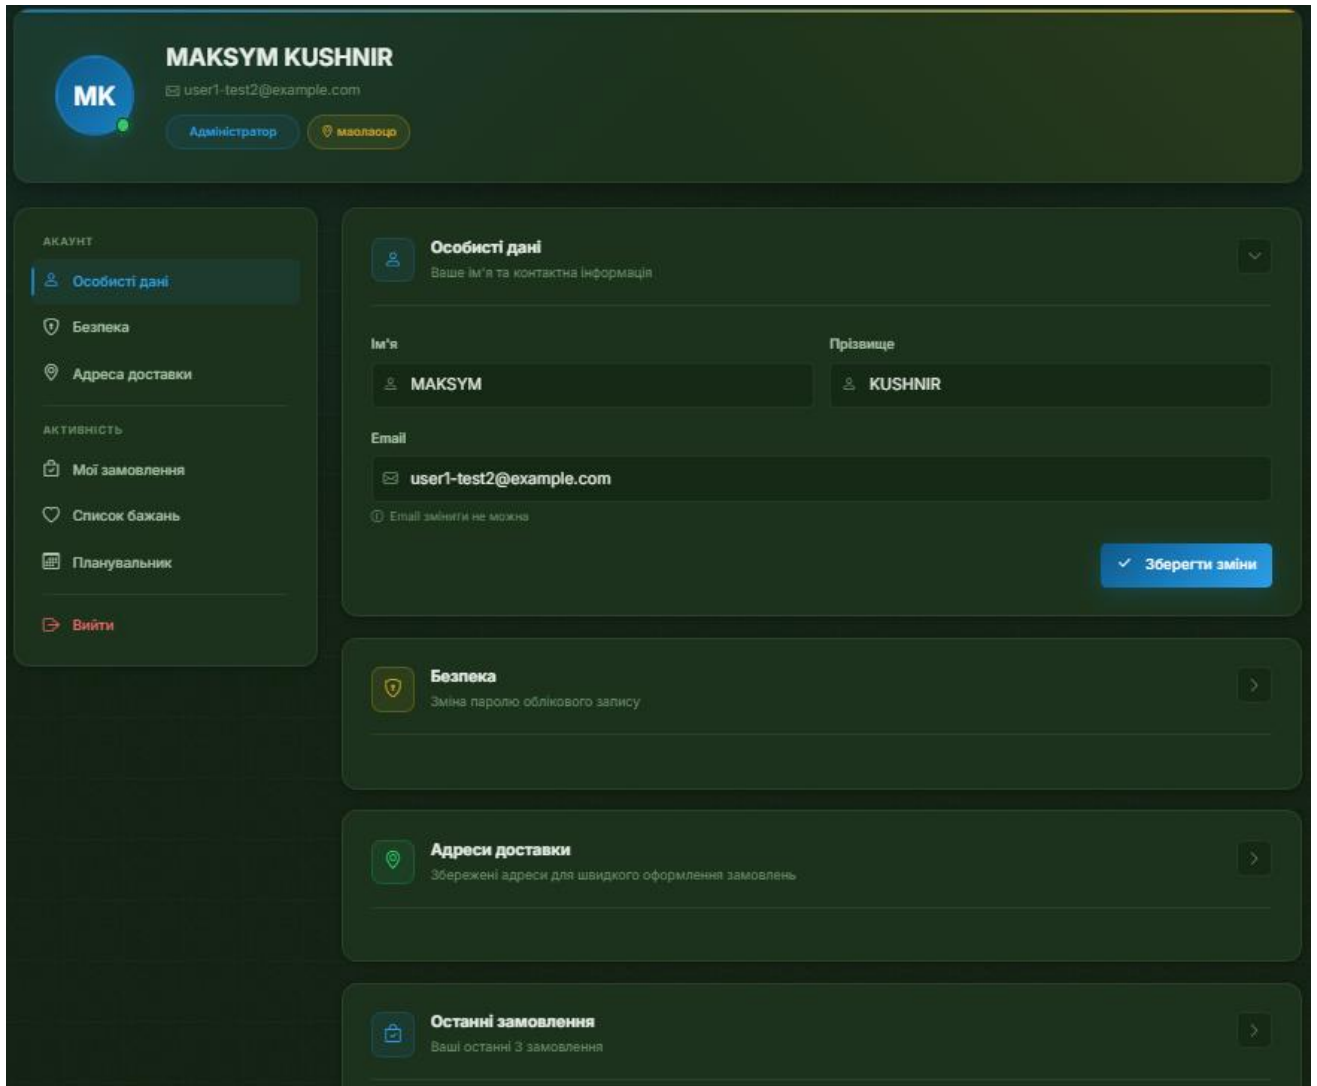 MAKSYM KUSHNIR
MK
user1-test2@example.com
Адміністратор
маолаоцо
АКАУНТ
Особисті дані
Безпека
Адреса доставки
АКТИВНІСТЬ
Мої замовлення
Список бажань
Планувальник
Вийти
Особисті дані
Ваше ім'я та контактна інформація
Ім'я
Прізвище
MAKSYM
KUSHNIR
Email
user1-test2@example.com
Email змінити не можна
Зберегти зміни
Безпека
Зміна паролю облікового запису
Адреси доставки
Збережені адреси для швидкого оформлення замовлень
Останні замовлення
Ваші останні 3 замовлення